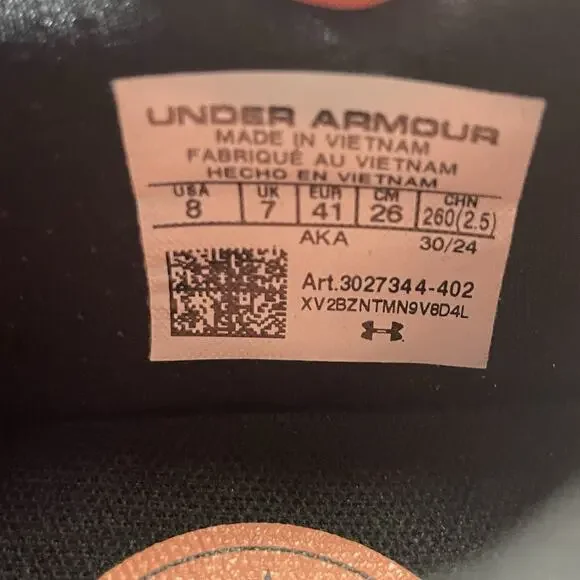 UNDER ARMOUR
MADE IN VIETNAM
FABRIQUÉ AU VIETNAM
HECHO EN VIETNAM
USA UK EUR CM CHN
8 7 41 26 260(2.5)
AKA 30/24
Art.3027344-402
XV2BZNTMN9V8D4L